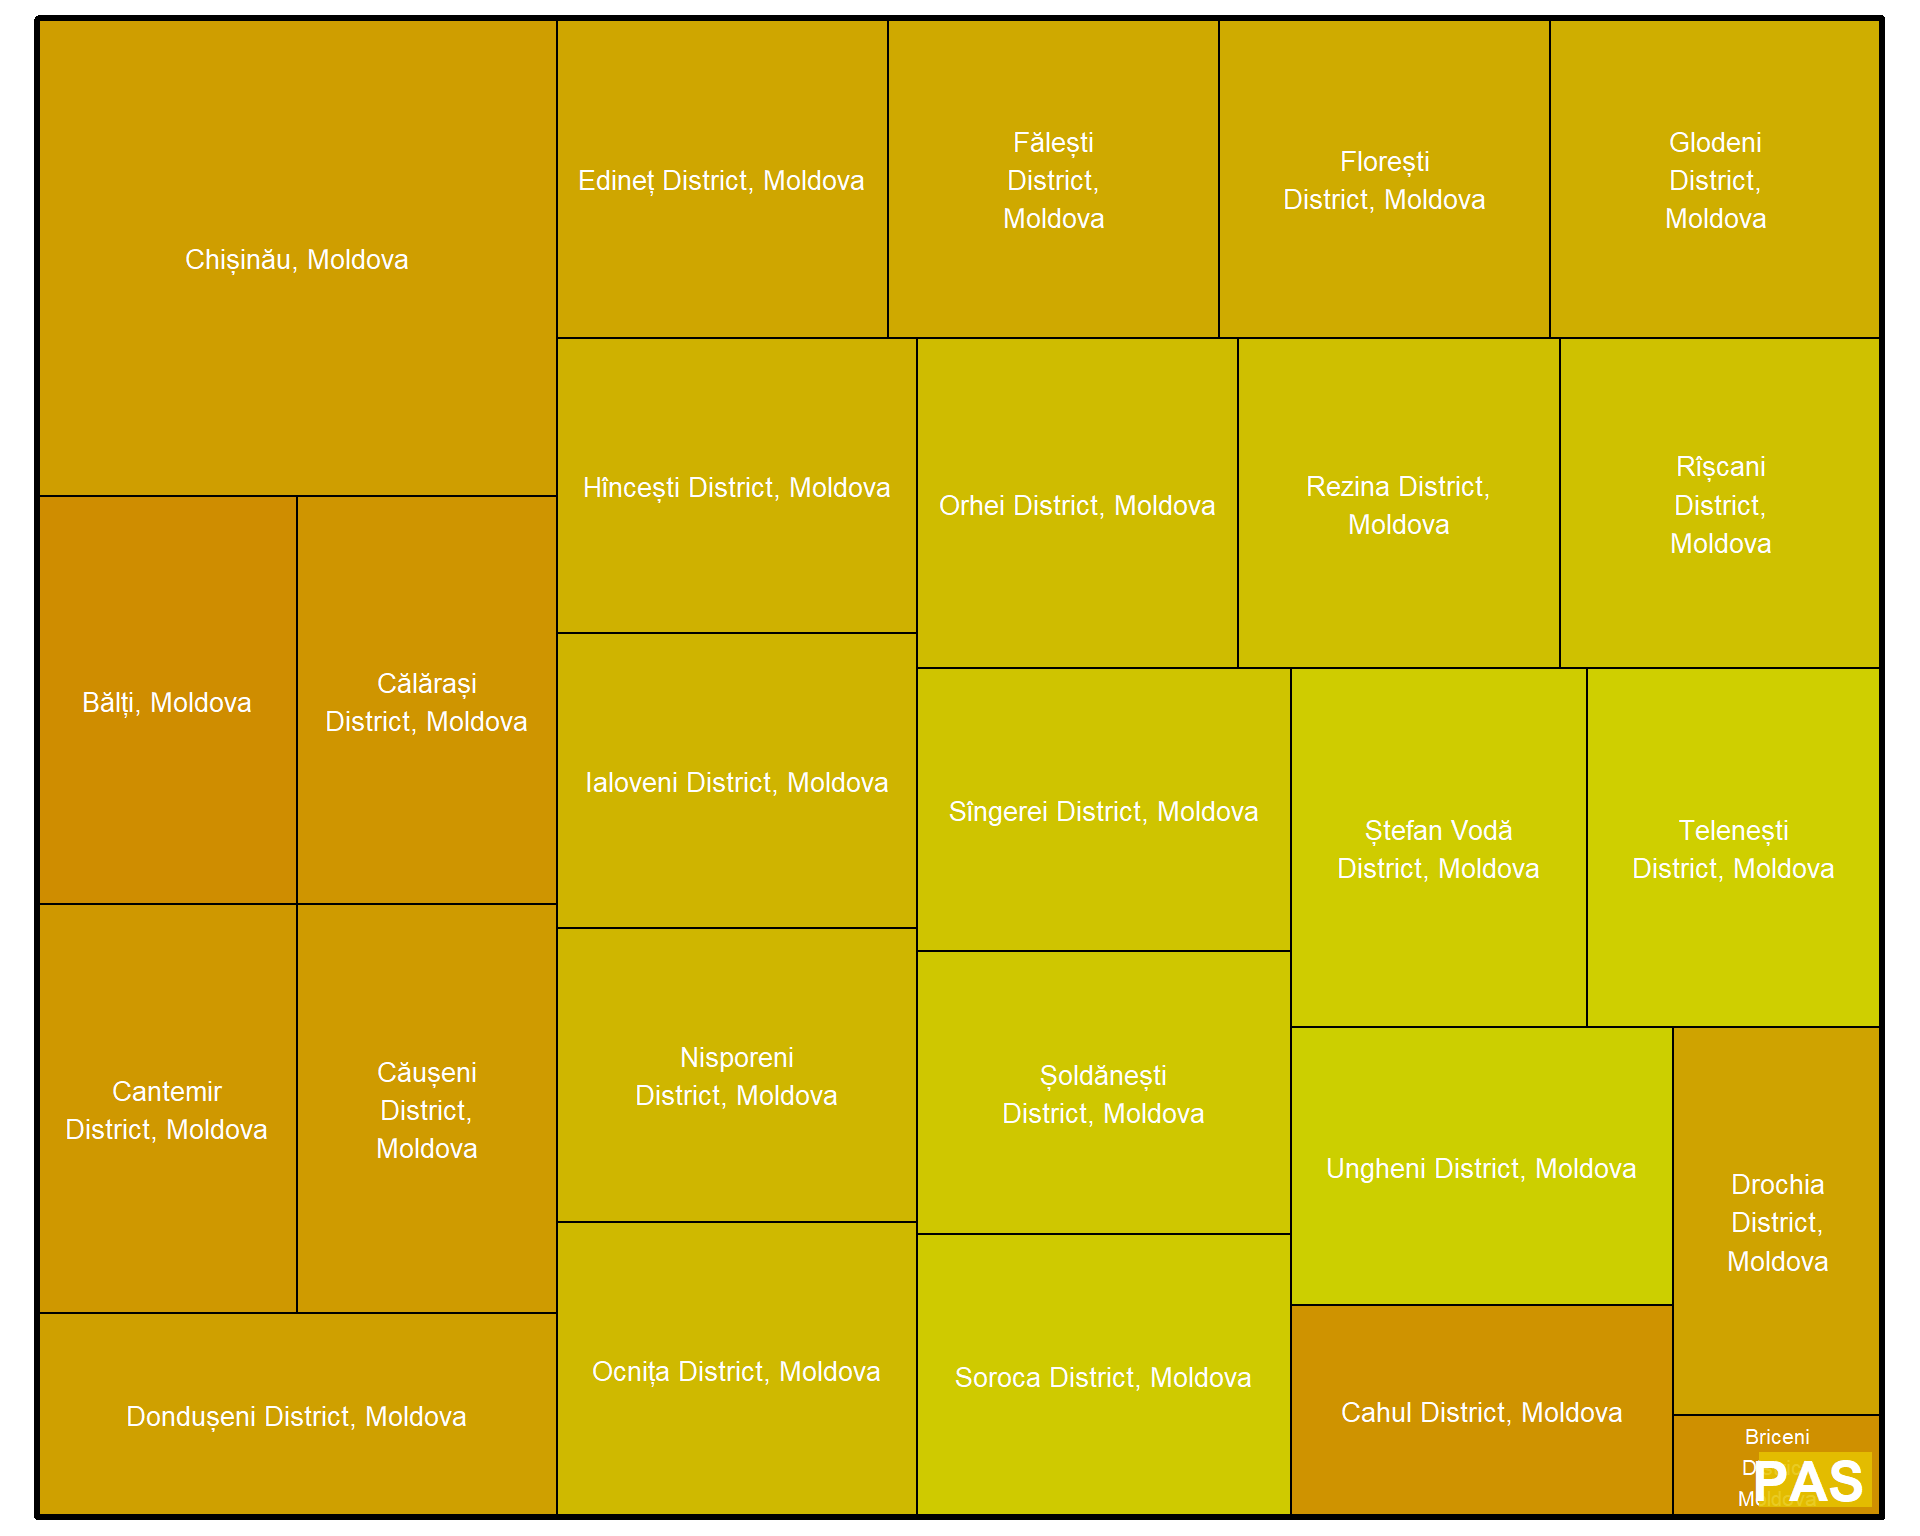 Chișinău, Moldova
Edineț District, Moldova
Fălești
District,
Moldova
Florești
District, Moldova
Glodeni
District,
Moldova
Hîncești District, Moldova
Orhei District, Moldova
Rezina District,
Moldova
Rîșcani
District,
Moldova
Bălți, Moldova
Călărași
District, Moldova
Ialoveni District, Moldova
Sîngerei District, Moldova
Ștefan Vodă
District, Moldova
Telenești
District, Moldova
Cantemir
District, Moldova
Căușeni
District,
Moldova
Nisporeni
District, Moldova
Șoldănești
District, Moldova
Ungheni District, Moldova
Drochia
District,
Moldova
Dondușeni District, Moldova
Ocnița District, Moldova
Soroca District, Moldova
Cahul District, Moldova
Briceni
Moldova
PAS